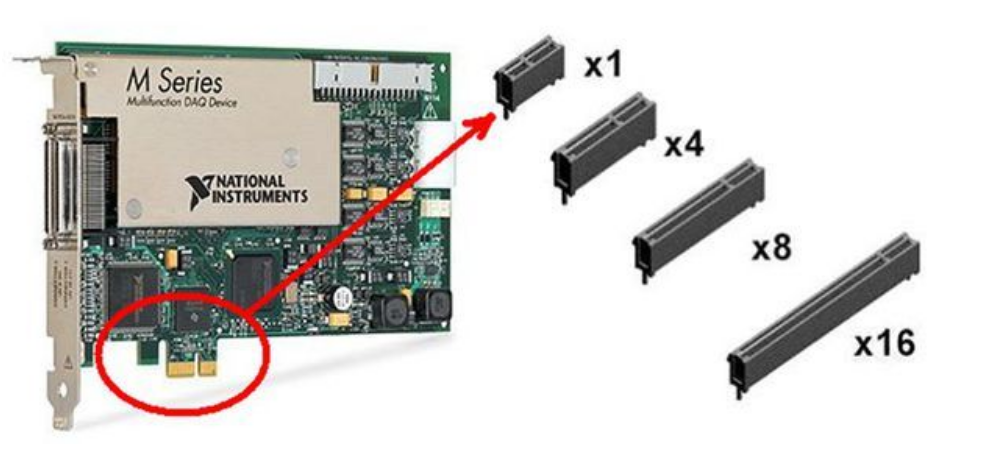 M Series
Multifunction DAQ Device
NATIONAL
INSTRUMENTS
x1
x4
x8
x16